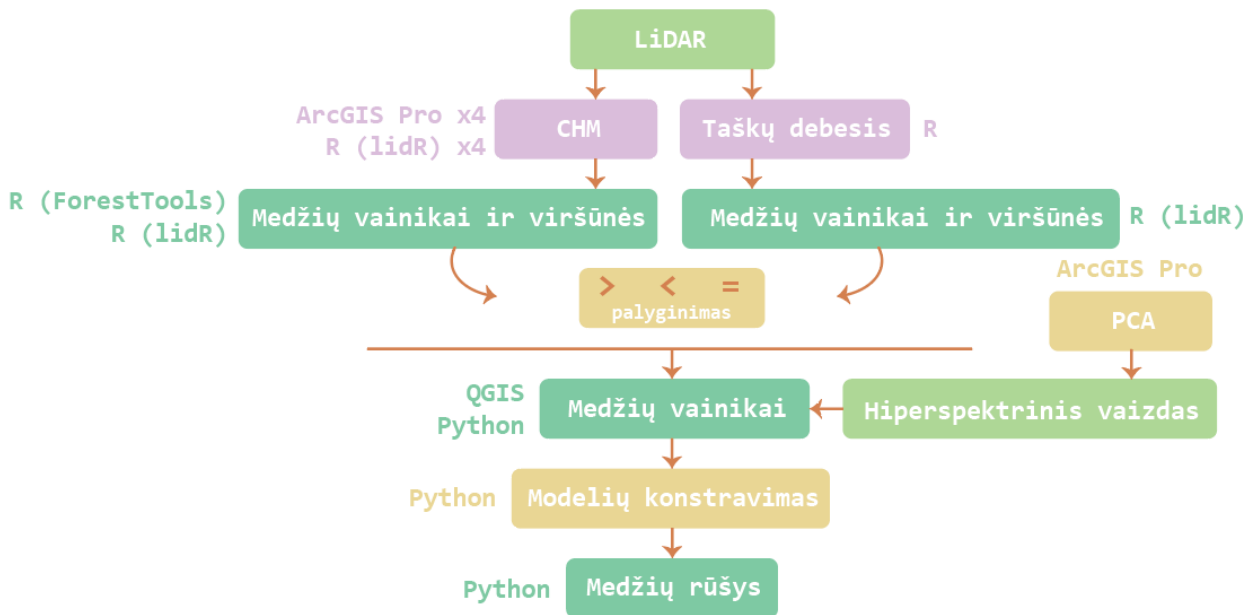 LiDAR
ArcGIS Pro x4
R (lidR) x4
CHM
Taškų debesis
R
R (ForestTools)
R (lidR)
Medžių vainikai ir viršūnės
Medžių vainikai ir viršūnės
R (lidR)
> < =
palyginimas
ArcGIS Pro
PCA
QGIS
Python
Medžių vainikai
Hiperspektrinis vaizdas
Python
Modelių konstravimas
Python
Medžių rūšys